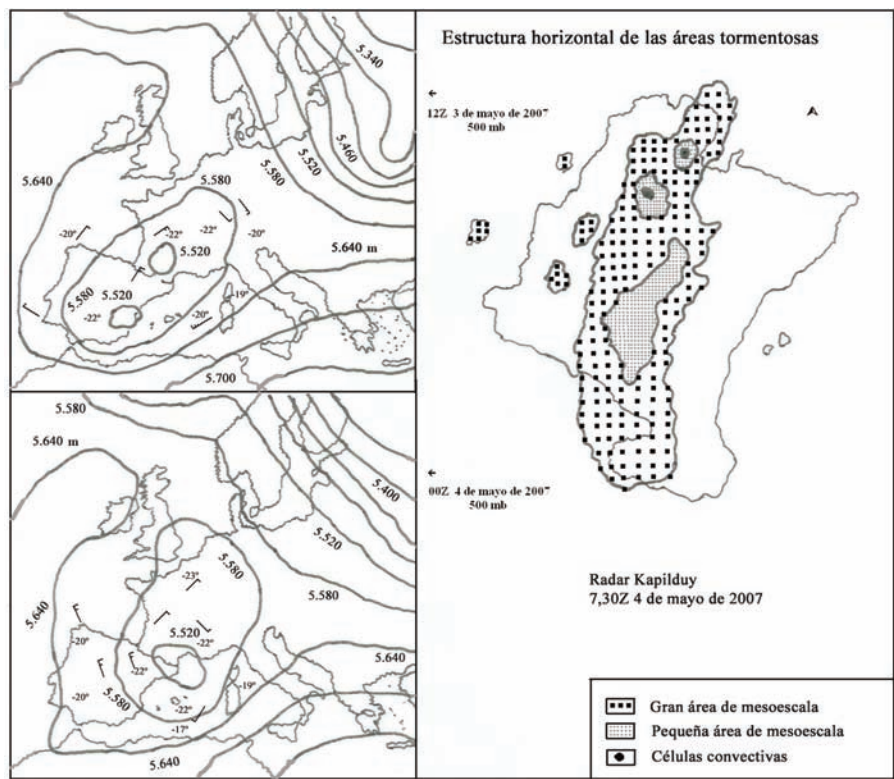 5.340
5.460
5.520
5.580
5.640
5.580
-20°
-22°
-22°
-20°
5.640 m
5.520
5.580
5.520
-22°
-20°
-19°
5.700
5.580
5.640 m
5.400
5.520
5.580
5.580
-23°
5.640
5.520
-20°
-22°
-22°
5.640
-20°
5.580
-22°
-19°
-17°
5.640
Estructura horizontal de las áreas tormentosas
12Z 3 de mayo de 2007
500 mb
00Z 4 de mayo de 2007
500 mb
Radar Kapilduy
7,30Z 4 de mayo de 2007
Gran área de mesoescala
Pequeña área de mesoescala
Células convectivas